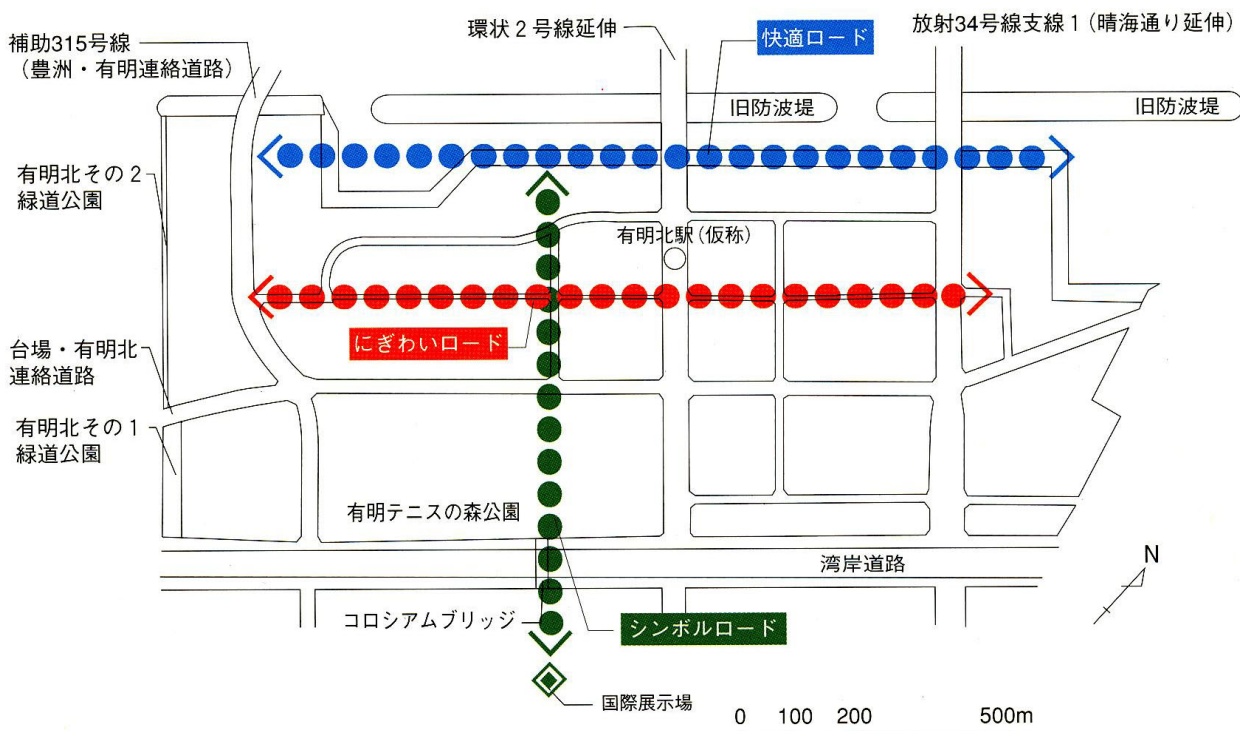 環状2号線延伸
放射34号線支線1(晴海通り延伸)
補助315号線
(豊洲・有明連絡道路)
快適ロード
旧防波堤
旧防波堤
有明北その2
緑道公園
有明北駅(仮称)
にぎわいロード
台場・有明北
連絡道路
有明北その1
緑道公園
有明テニスの森公園
湾岸道路
N
コロシアムブリッジ
シンボルロード
国際展示場
0 100 200 500m